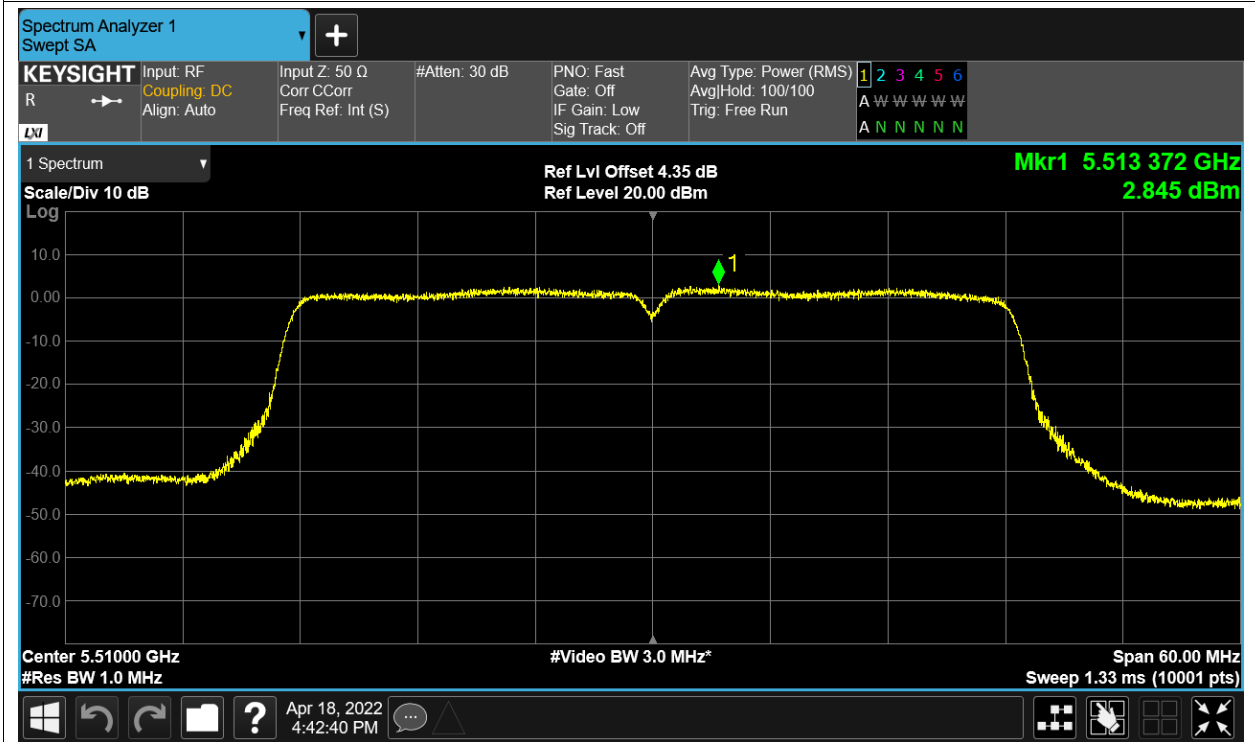 Spectrum Analyzer 1
Swept SA
+
KEYSIGHT
R
LXI
Input: RF
Coupling: DC
Align: Auto
Input Z: 50 Ω
Corr CCorr
Freq Ref: Int (S)
#Atten: 30 dB
PNO: Fast
Gate: Off
IF Gain: Low
Sig Track: Off
Avg Type: Power (RMS)
Avg|Hold: 100/100
Trig: Free Run
1 2 3 4 5 6
A W W W W W
A N N N N N
1 Spectrum
Scale/Div 10 dB
Log
Ref Lvl Offset 4.35 dB
Ref Level 20.00 dBm
Mkr1 5.513 372 GHz
2.845 dBm
10.0
1
0.00
-10.0
-20.0
-30.0
-40.0
-50.0
-60.0
-70.0
Center 5.51000 GHz
#Res BW 1.0 MHz
#Video BW 3.0 MHz*
Span 60.00 MHz
Sweep 1.33 ms (10001 pts)
?
Apr 18, 2022
4:42:40 PM